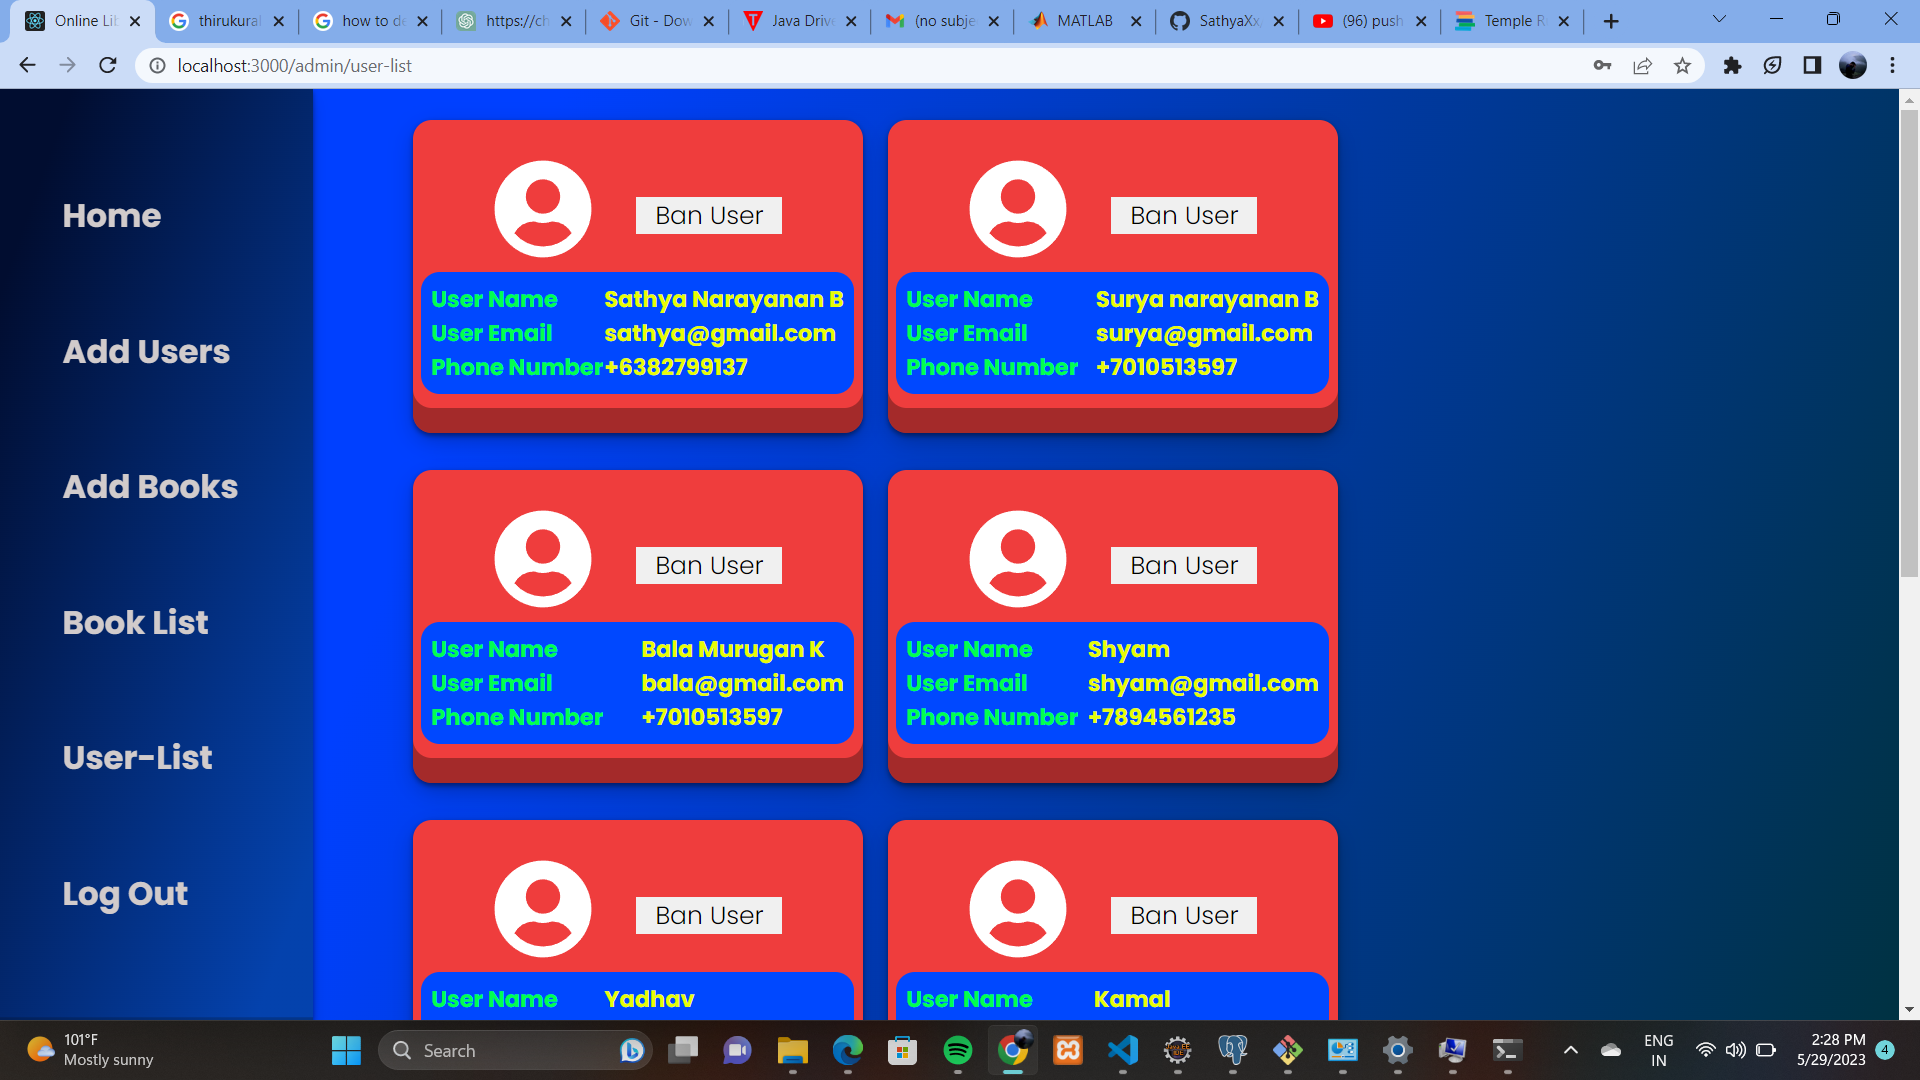 Online Lib
thirukural
how to de
https://ch
Git - Dow
Java Drive
(no subje
MATLAB
SathyaXx
(96) push
Temple R
localhost:3000/admin/user-list
Home
Add Users
Add Books
Book List
User-List
Log Out
Ban User
User Name Sathya Narayanan B
User Email sathya@gmail.com
Phone Number +6382799137
Ban User
User Name Surya narayanan B
User Email surya@gmail.com
Phone Number +7010513597
Ban User
User Name Bala Murugan K
User Email bala@gmail.com
Phone Number +7010513597
Ban User
User Name Shyam
User Email shyam@gmail.com
Phone Number +7894561235
Ban User
User Name Yadhav
Ban User
User Name Kamal
101°F
Mostly sunny
Search
ENG
IN
2:28 PM
5/29/2023
4